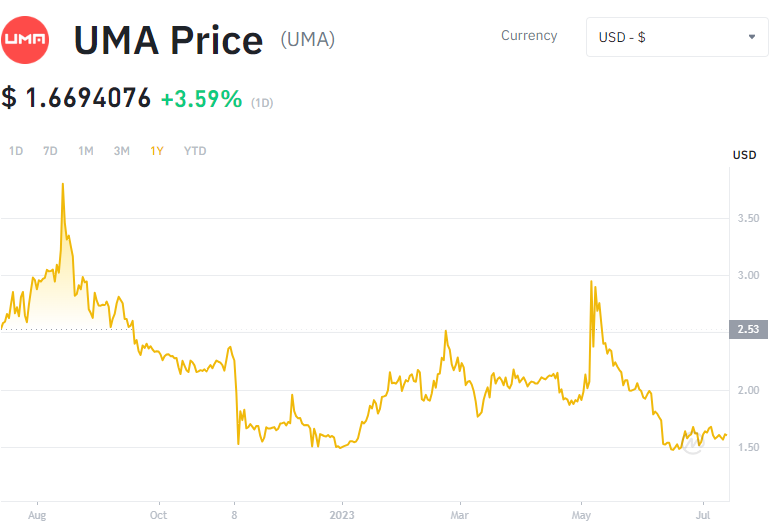 UMA
UMA Price (UMA)
Currency
USD - $
$ 1.6694076 +3.59% (1D)
1D 7D 1M 3M 1Y YTD
USD
3.50
3.00
2.53
2.00
1.50
Aug Oct 8 2023 Mar May Jul